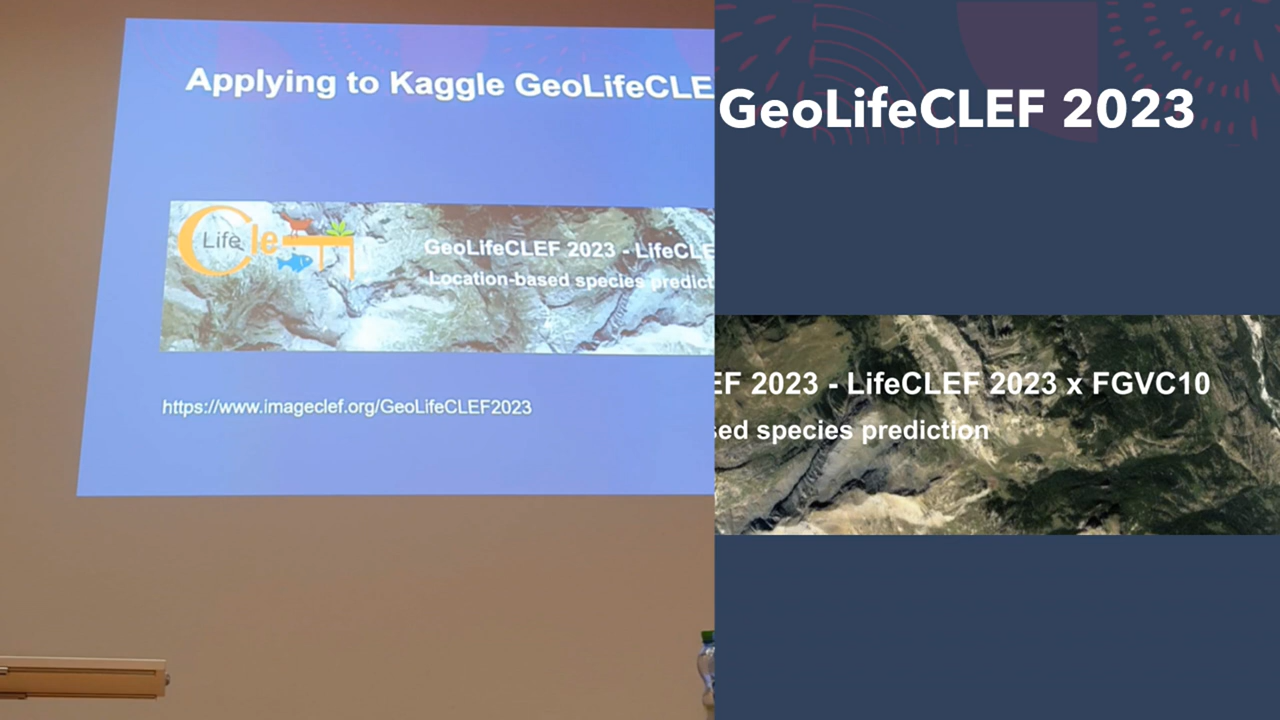 Applying to Kaggle GeoLifeCLE
Life Cle
GeoLifeCLEF 2023 - LifeCLE
Location-based species predict
https://www.imageclef.org/GeoLifeCLEF2023
GeoLifeCLEF 2023
EF 2023 - LifeCLEF 2023 x FGVC10
sed species prediction